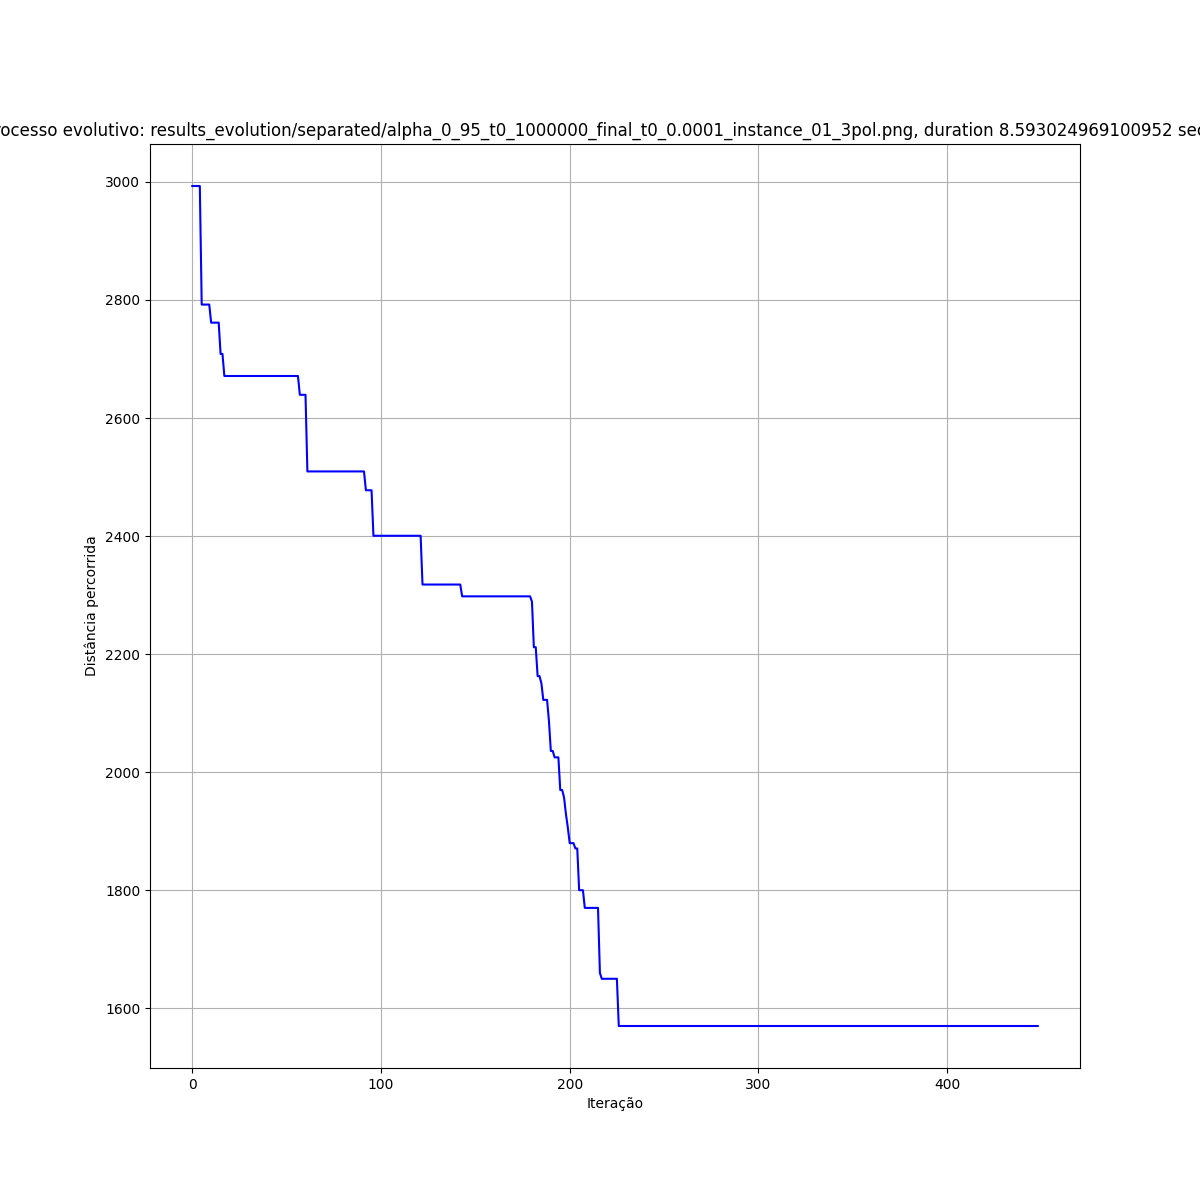 ocesso evolutivo: results_evolution/separated/alpha_0_95_t0_1000000_final_t0_0.0001_instance_01_3pol.png, duration 8.593024969100952 sec
3000
2800
2600
2400
2200
2000
1800
1600
Distância percorrida
0 100 200 300 400
Iteração